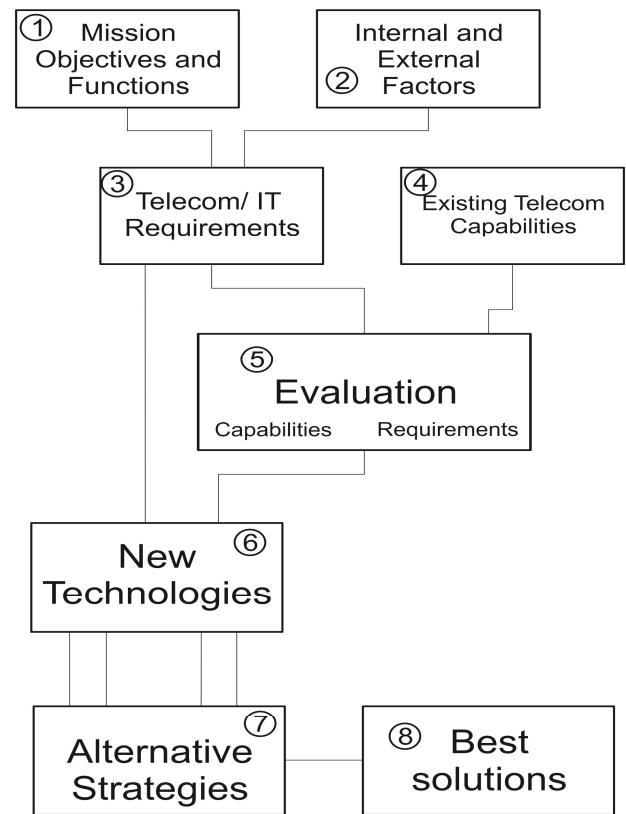 ① Mission
Objectives and
Functions
Internal and
External
② Factors
③ Telecom/ IT
Requirements
④
Existing Telecom
Capabilities
⑤
Evaluation
Capabilities Requirements
⑥
New
Technologies
⑦
Alternative
Strategies
⑧ Best
solutions